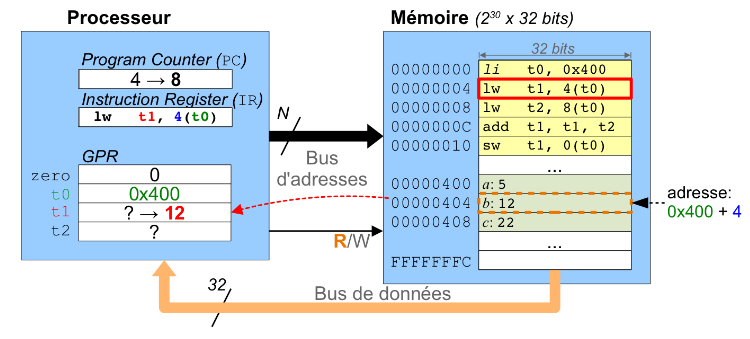 Processeur
Program Counter (PC)
4 → 8
Instruction Register (IR)
lw t1, 4(t0)
GPR
zero 0
t0 0x400
t1 ? → 12
t2 ?
N
Bus
d'adresses
R/W
32
Bus de données
Mémoire (2³⁰ x 32 bits)
32 bits
00000000 li t0, 0x400
00000004 lw t1, 4(t0)
00000008 lw t2, 8(t0)
0000000C add t1, t1, t2
00000010 sw t1, 0(t0)
...
00000400 a: 5
00000404 b: 12
00000408 c: 22
...
FFFFFFFC
adresse:
0x400 + 4